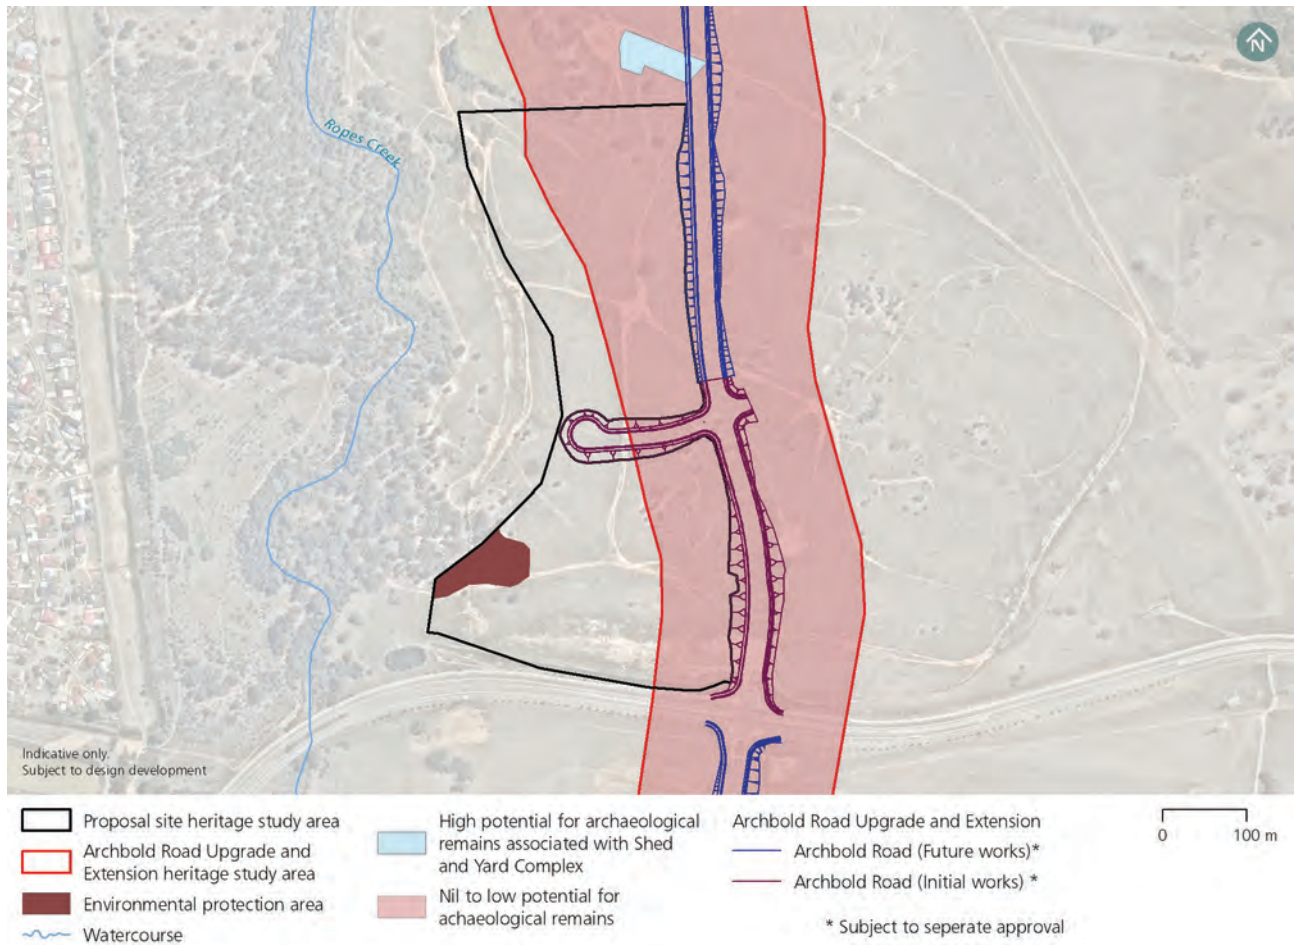 N
Ropes Creek
Indicative only.
Subject to design development
Proposal site heritage study area
Archbold Road Upgrade and
Extension heritage study area
Environmental protection area
Watercourse
High potential for archaeological
remains associated with Shed
and Yard Complex
Nil to low potential for
achaeological remains
Archbold Road Upgrade and Extension
Archbold Road (Future works)*
Archbold Road (Initial works) *
* Subject to seperate approval
0 100 m